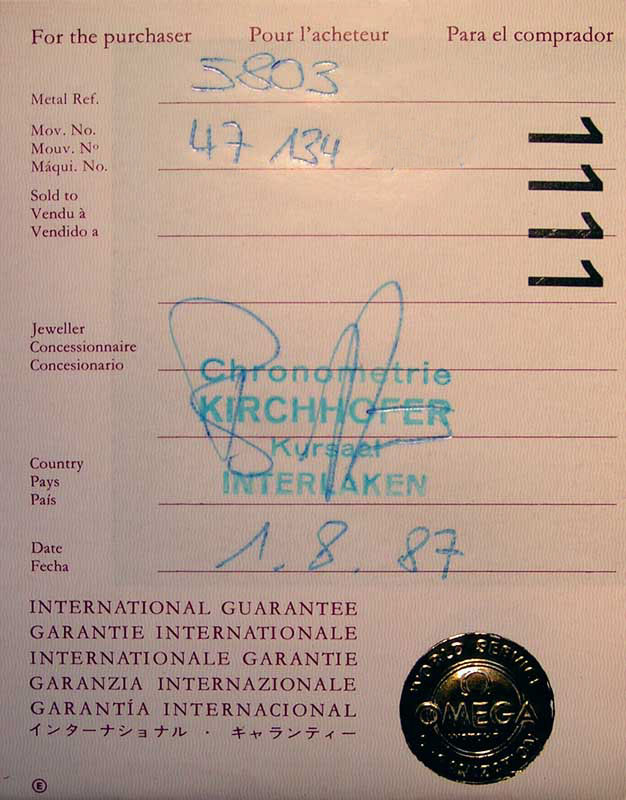 For the purchaser Pour l'acheteur Para el comprador
5803
Metal Ref.
Mov. No.
47 134
Mouv. Nº
Máqui. No.
1111
Sold to
Vendu à
Vendido a
Jeweller
Concessionnaire
Concesionario
Chronometrie
KIRCHHOFER
Kursaal
INTERLAKEN
Country
Pays
País
Date
Fecha
1. 8. 87
INTERNATIONAL GUARANTEE
GARANTIE INTERNATIONALE
INTERNATIONALE GARANTIE
GARANZIA INTERNAZIONALE
GARANTÍA INTERNACIONAL
インターナショナル・ギャランティー
WORLD SERVICE
Ω
OMEGA
ORGANIZATION
E